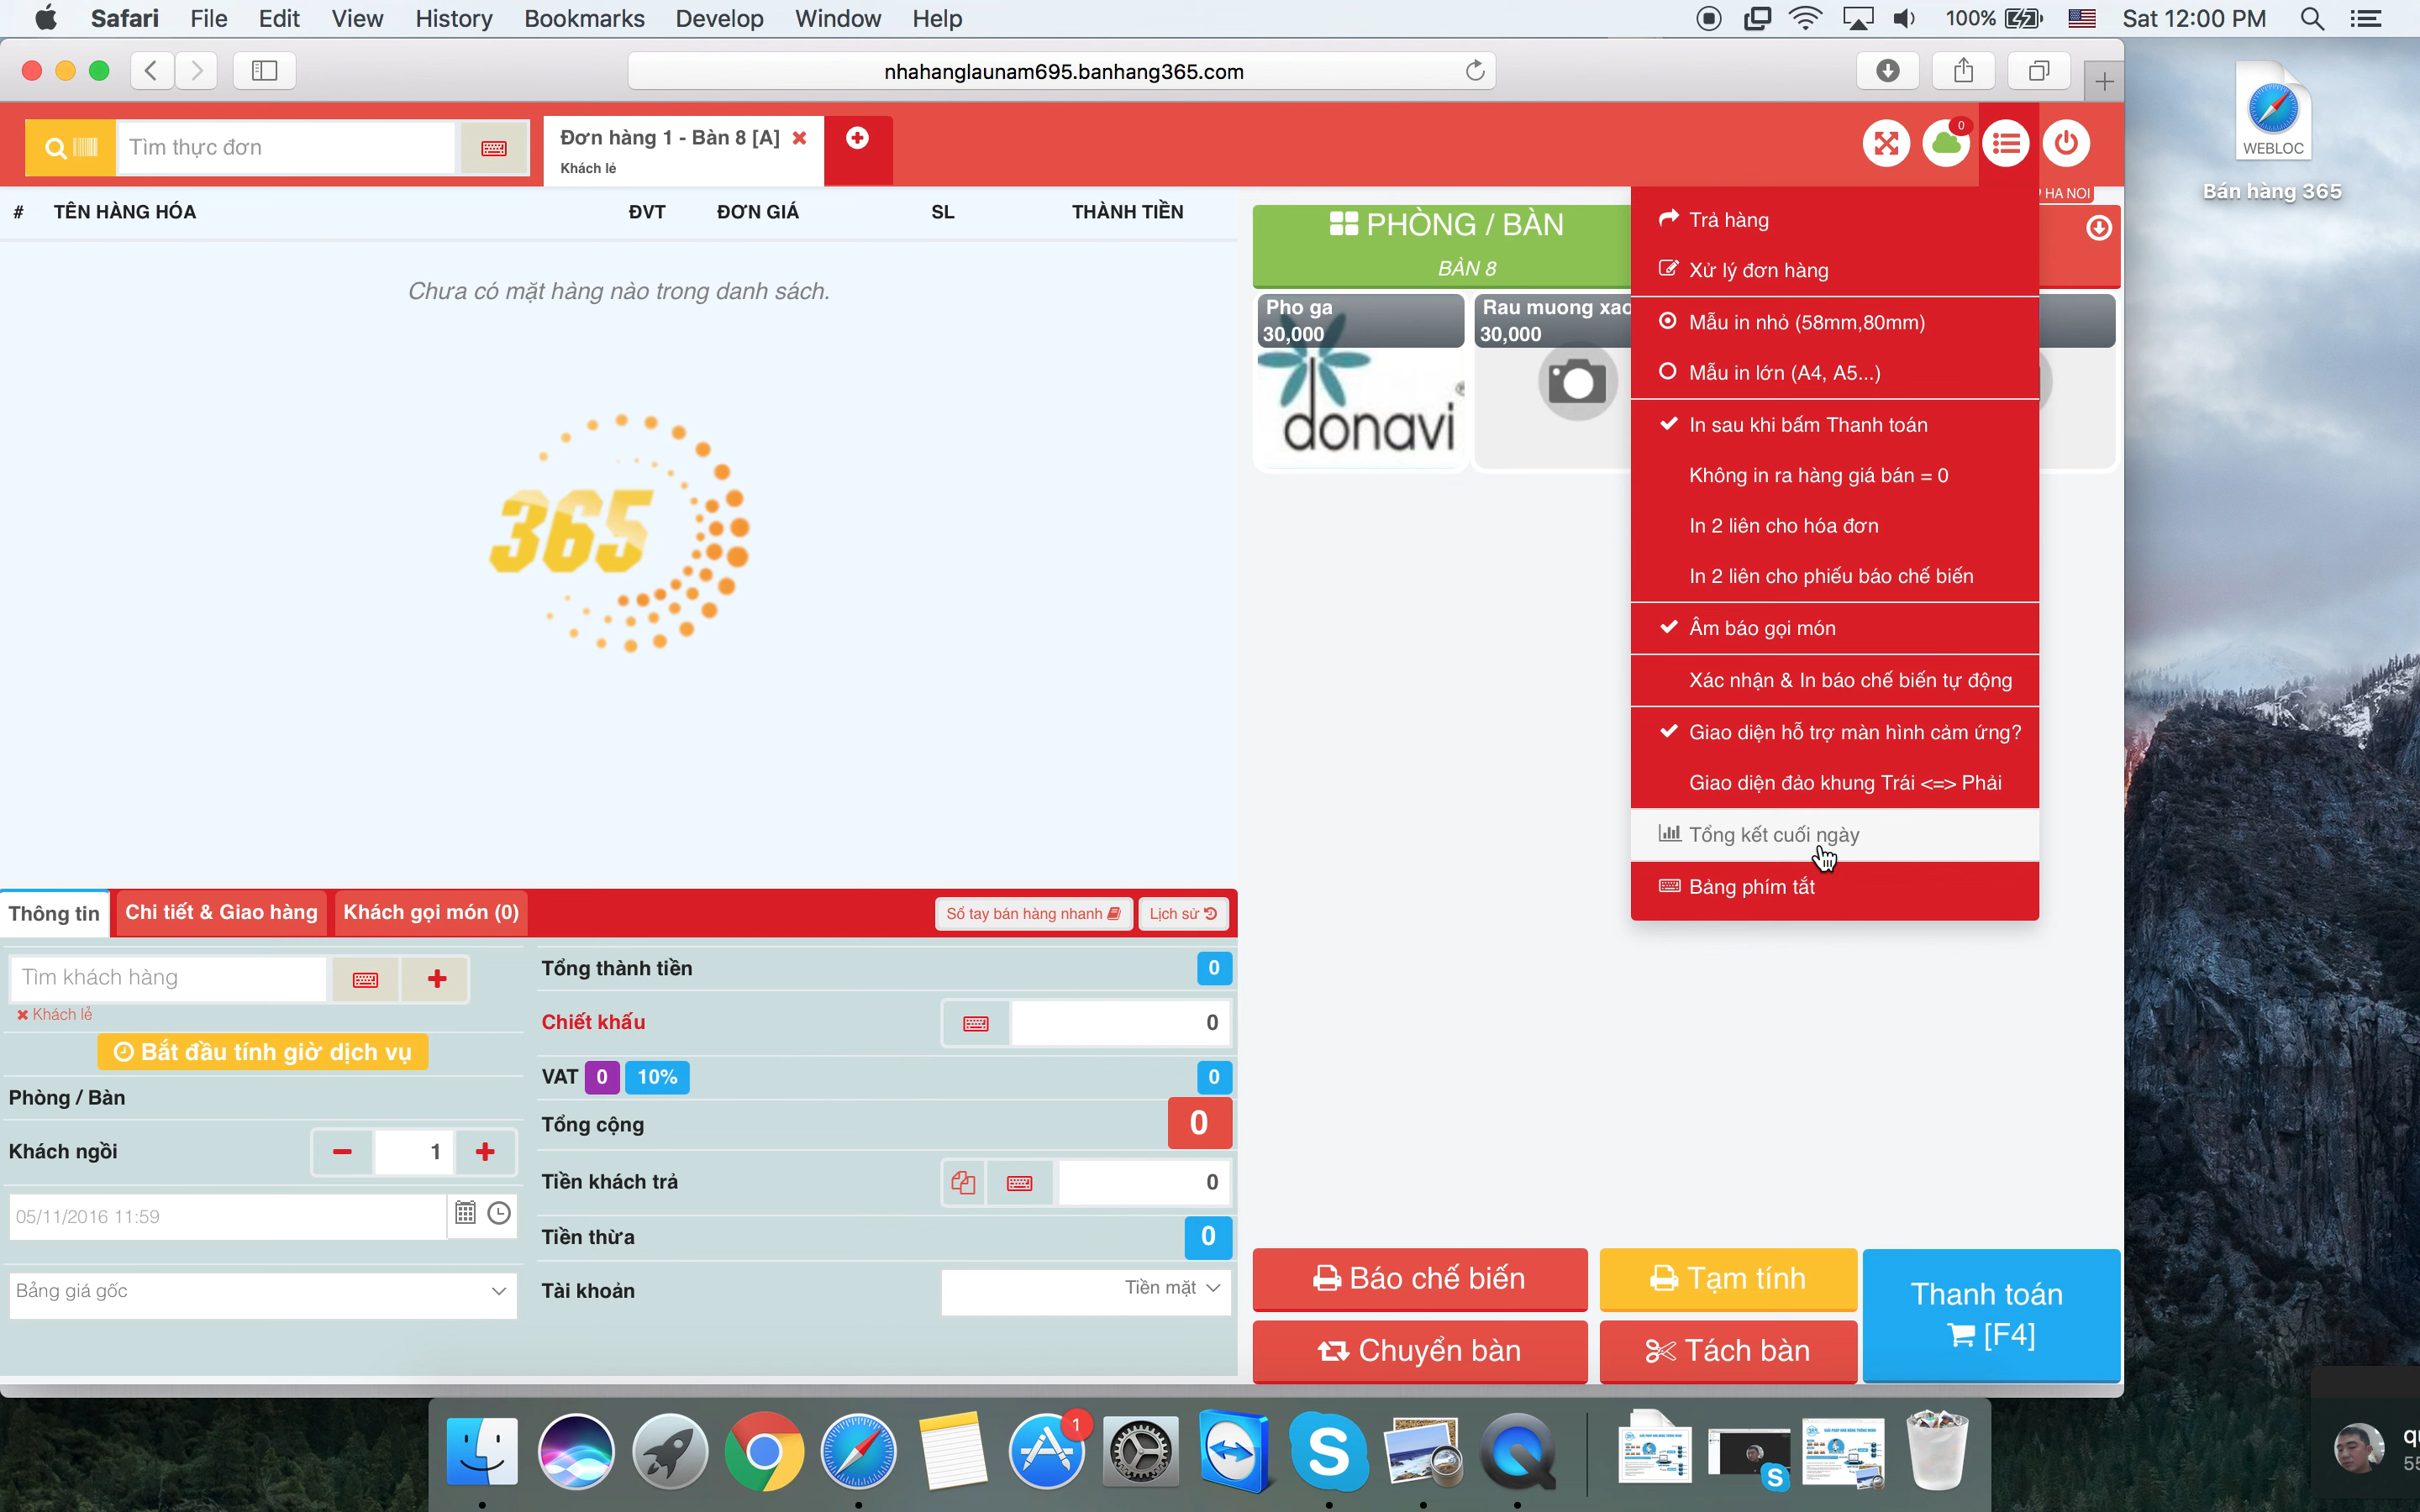 Safari File Edit View History Bookmarks Develop Window Help
100% Sat 12:00 PM
nhahanglaunam695.banhang365.com
WEBLOC
Bán hàng 365
Tìm thực đơn
Đơn hàng 1 - Bàn 8 [A]
Khách lẻ
0
HA NOI
# TÊN HÀNG HÓA ĐVT ĐƠN GIÁ SL THÀNH TIỀN
Chưa có mặt hàng nào trong danh sách.
365
PHÒNG / BÀN
BÀN 8
Pho ga
30,000
donavi
Rau muong xao
30,000
Trả hàng
Xử lý đơn hàng
Mẫu in nhỏ (58mm,80mm)
Mẫu in lớn (A4, A5...)
In sau khi bấm Thanh toán
Không in ra hàng giá bán = 0
In 2 liên cho hóa đơn
In 2 liên cho phiếu báo chế biến
Âm báo gọi món
Xác nhận & In báo chế biến tự động
Giao diện hỗ trợ màn hình cảm ứng?
Giao diện đảo khung Trái <=> Phải
Tổng kết cuối ngày
Bảng phím tắt
Thông tin
Chi tiết & Giao hàng
Khách gọi món (0)
Sổ tay bán hàng nhanh
Lịch sử
Tìm khách hàng
Khách lẻ
Bắt đầu tính giờ dịch vụ
Phòng / Bàn
Khách ngồi 1
05/11/2016 11:59
Bảng giá gốc
Tổng thành tiền 0
Chiết khấu 0
VAT 0 10% 0
Tổng cộng 0
Tiền khách trả 0
Tiền thừa 0
Tài khoản Tiền mặt
Báo chế biến
Tạm tính
Thanh toán
[F4]
Chuyển bàn
Tách bàn
1